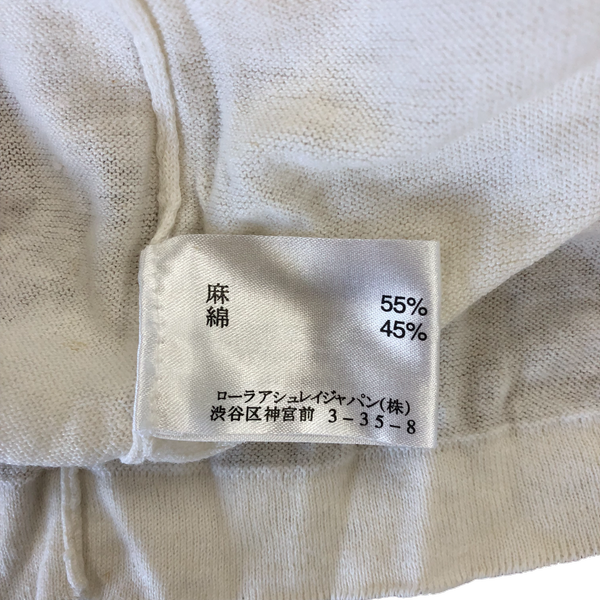 麻 55%
綿 45%
ローラアシュレイジャパン(株)
渋谷区神宮前 3-35-8